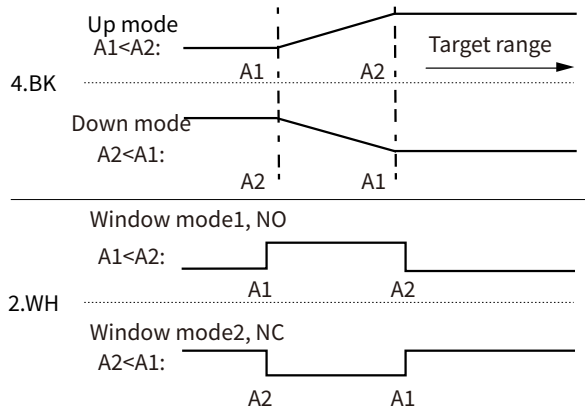 Up mode
A1<A2:
Target range
A1 A2
4.BK
Down mode
A2<A1:
A2 A1
Window mode1, NO
A1<A2:
A1 A2
2.WH
Window mode2, NC
A2<A1:
A2 A1